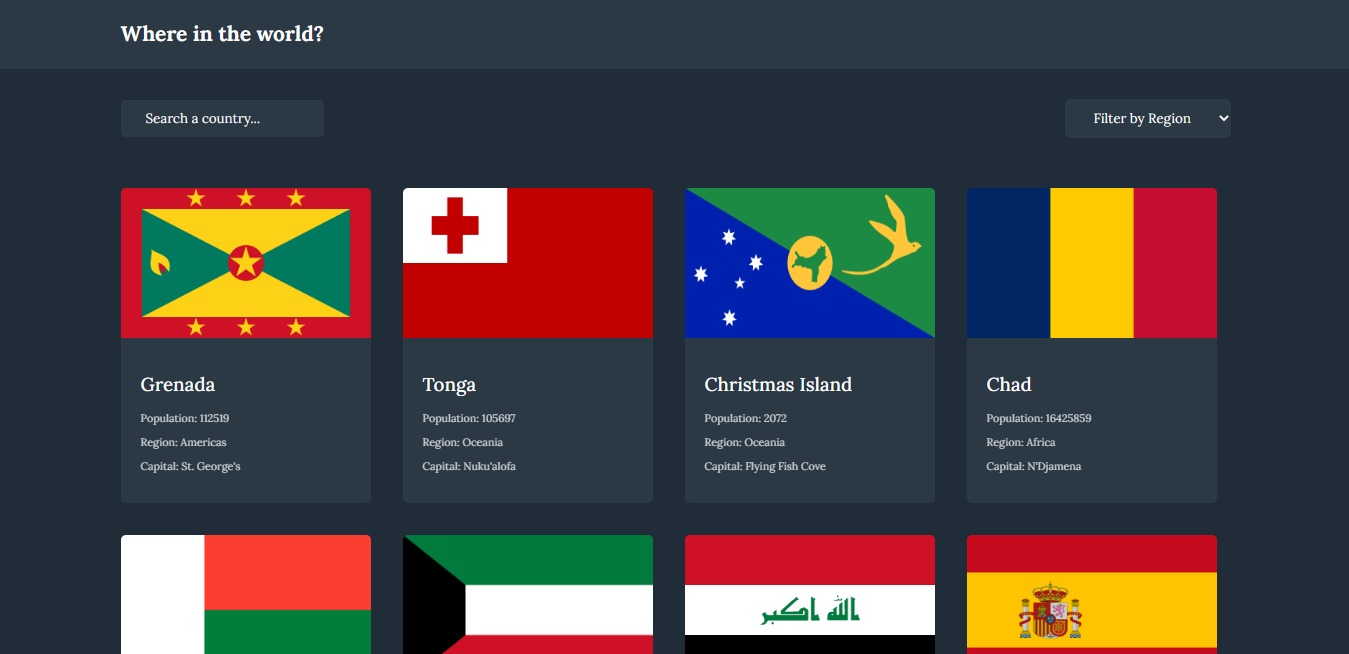 Where in the world?
Search a country...
Filter by Region
Grenada
Population: 112519
Region: Americas
Capital: St. George's
Tonga
Population: 105697
Region: Oceania
Capital: Nuku'alofa
Christmas Island
Population: 2072
Region: Oceania
Capital: Flying Fish Cove
Chad
Population: 16425859
Region: Africa
Capital: N'Djamena
الله اكبر